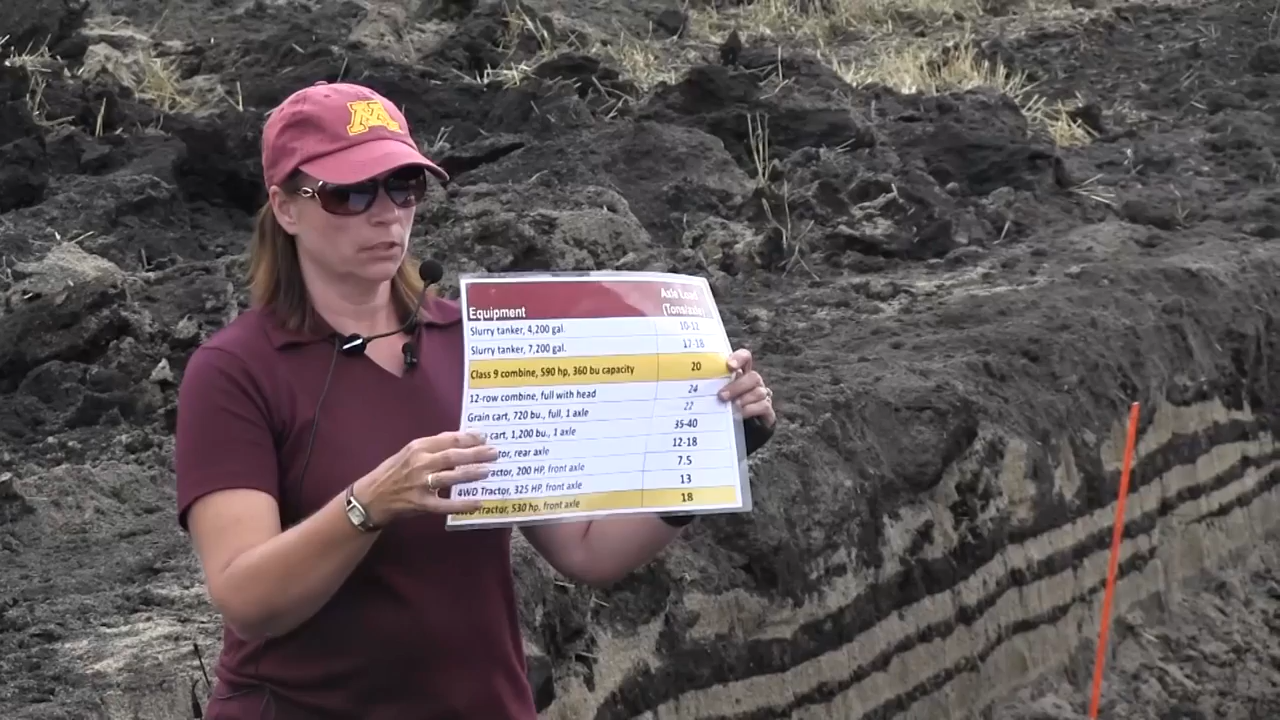 M
Axle Load
Equipment (Tons/axle)
Slurry tanker, 4,200 gal. 10-12
Slurry tanker, 7,200 gal. 17-18
Class 9 combine, 590 hp, 360 bu capacity 20
12-row combine, full with head 24
Grain cart, 720 bu., full, 1 axle 22
cart, 1,200 bu., 1 axle 35-40
tor, rear axle 12-18
ractor, 200 HP, front axle 7.5
4WD Tractor, 325 HP, front axle 13
Tractor, 530 hp, front axle 18